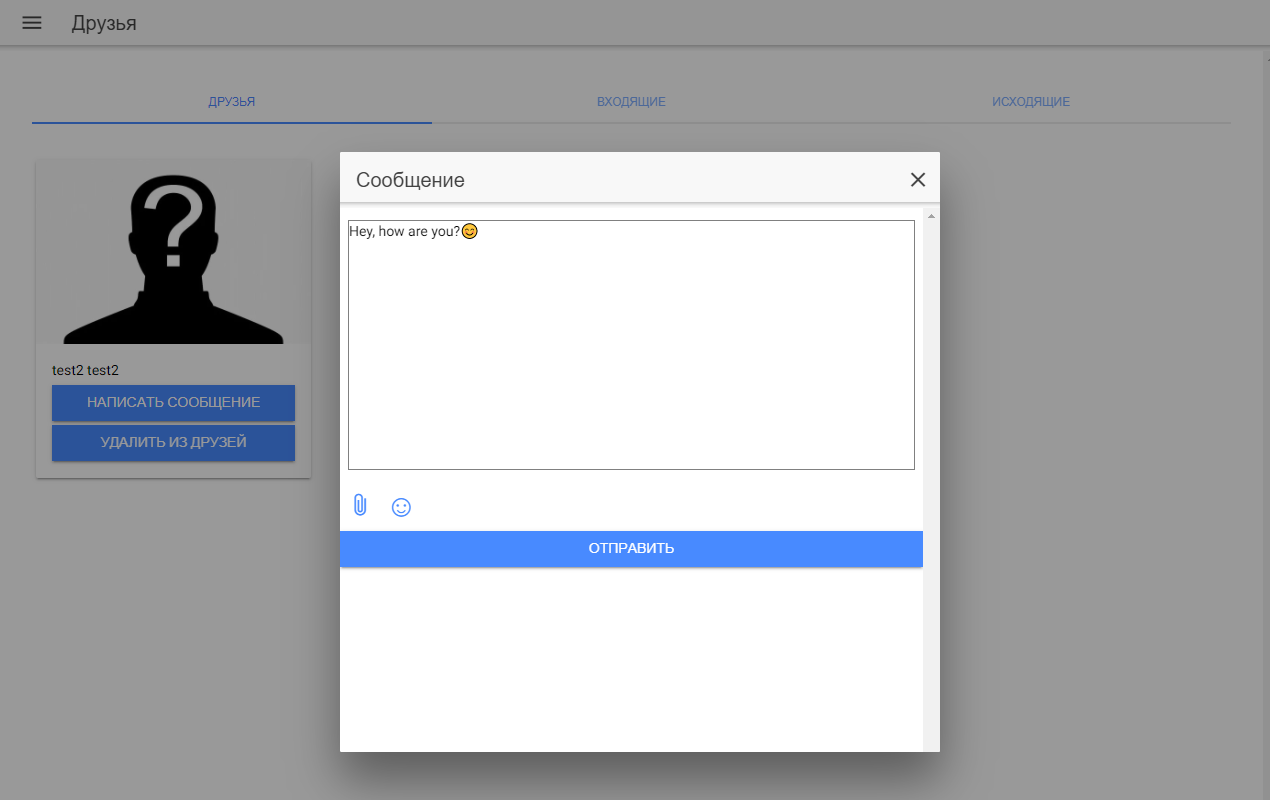 Друзья
ДРУЗЬЯ
ВХОДЯЩИЕ
ИСХОДЯЩИЕ
test2 test2
НАПИСАТЬ СООБЩЕНИЕ
УДАЛИТЬ ИЗ ДРУЗЕЙ
Сообщение
Hey, how are you?😊
ОТПРАВИТЬ